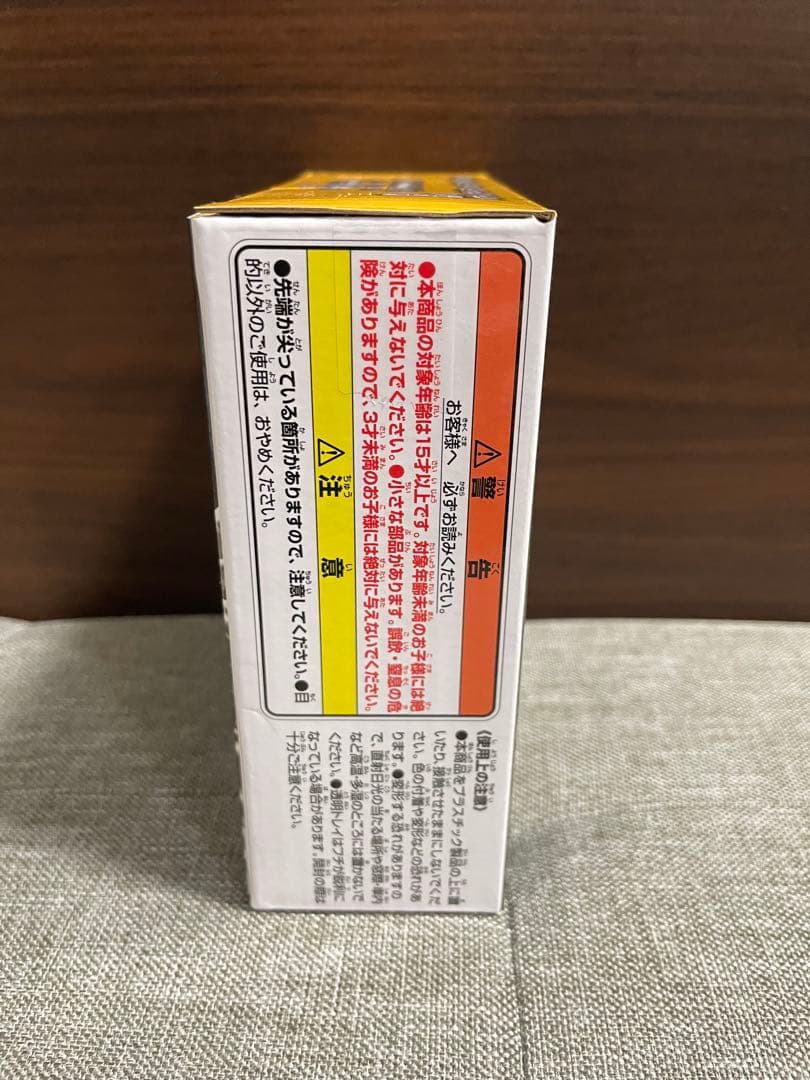 警告
お客様へ 必ずお読みください。
●本商品の対象年齢は15才以上です。対象年齢未満のお子様には絶
対に与えないでください。●小さな部品があります。誤飲・窒息の危
険がありますので、3才未満のお子様には絶対に与えないでください。
注意
●先端が尖っている箇所がありますので、注意してください。●目
的以外のご使用は、おやめください。
〈使用上の注意〉
●本商品をプラスチック製品の上に置
いたり、接触させたままにしないでくだ
さい。色の付着や変形などの恐れがあ
ります。●変形する恐れがありますの
で、直射日光の当たる場所や窓際・車内
など高温・多湿のところには置かないで
ください。●透明トレイはフチが鋭利に
なっている場合があります。開封の際は
十分ご注意ください。